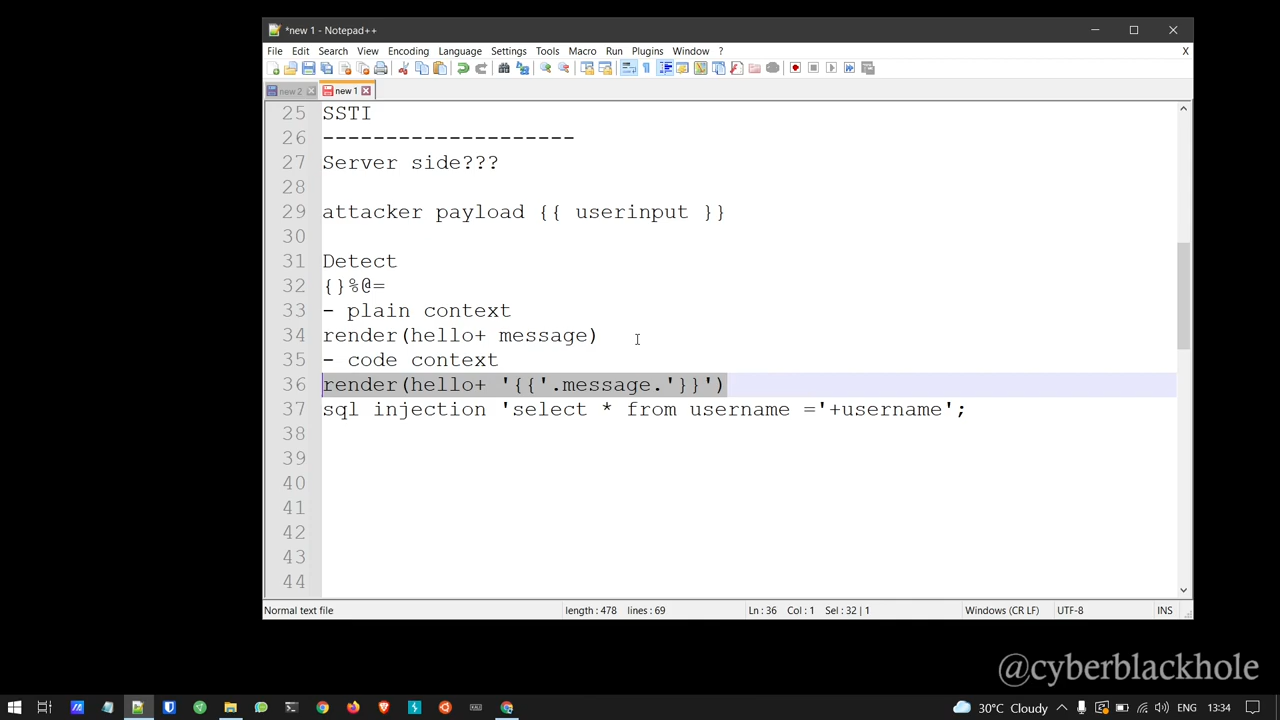 *new 1 - Notepad++
File Edit Search View Encoding Language Settings Tools Macro Run Plugins Window ? X
new 2 new 1
25 SSTI
26 --------------------
27 Server side???
28
29 attacker payload {{ userinput }}
30
31 Detect
32 {}%@=
33 - plain context
34 render(hello+ message)
35 - code context
36 render(hello+ '{{'.message.'}}')
37 sql injection 'select * from username ='+username';
38
39
40
41
42
43
44
Normal text file length : 478 lines : 69 Ln : 36 Col : 1 Sel : 32 | 1 Windows (CR LF) UTF-8 INS
@cyberblackhole
30°C Cloudy ENG 13:34